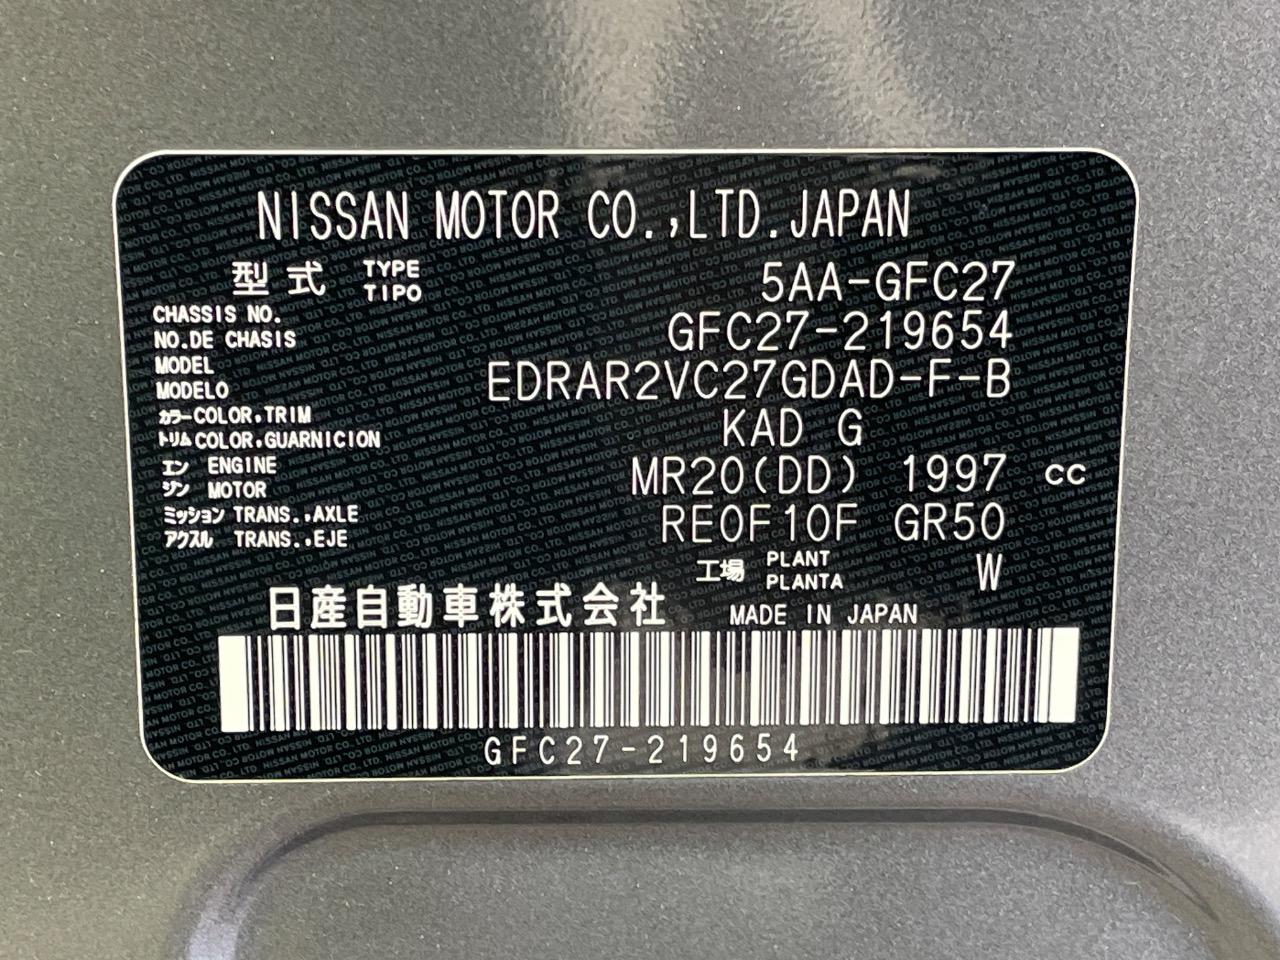 NISSAN MOTOR CO.,LTD.JAPAN
型式 TYPE TIPO 5AA-GFC27
CHASSIS NO.
NO.DE CHASIS GFC27-219654
MODEL
MODELO EDRAR2VC27GDAD-F-B
カラー COLOR,TRIM
トリム COLOR,GUARNICION KAD G
エン ENGINE
ジン MOTOR MR20(DD) 1997 cc
ミッション TRANS.,AXLE
アクスル TRANS.,EJE RE0F10F GR50
工場 PLANT PLANTA W
日産自動車株式会社 MADE IN JAPAN
GFC27-219654